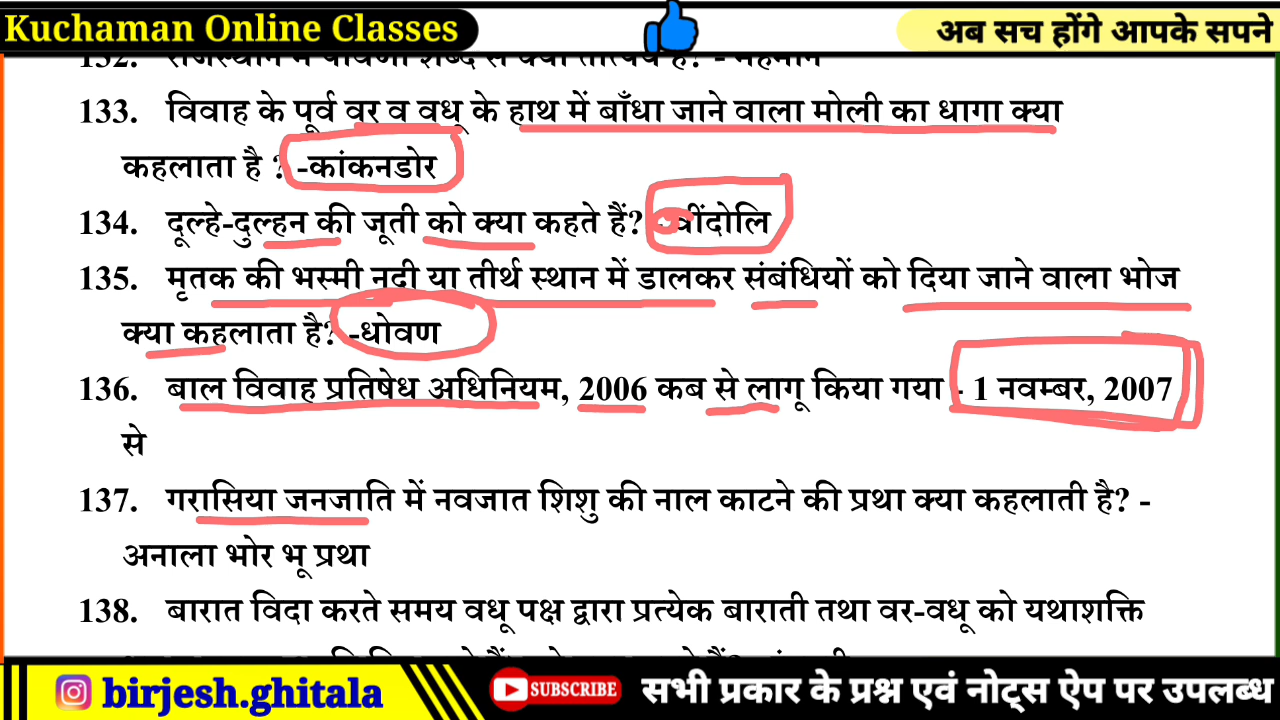 Kuchaman Online Classes
अब सच होंगे आपके सपने
133. विवाह के पूर्व वर व वधू के हाथ में बाँधा जाने वाला मोली का धागा क्या
कहलाता है ? -कांकनडोर
134. दूल्हे-दुल्हन की जूती को क्या कहते हैं? - वींदोलि
135. मृतक की भस्मी नदी या तीर्थ स्थान में डालकर संबंधियों को दिया जाने वाला भोज
क्या कहलाता है? -धोवण
136. बाल विवाह प्रतिषेध अधिनियम, 2006 कब से लागू किया गया - 1 नवम्बर, 2007
से
137. गरासिया जनजाति में नवजात शिशु की नाल काटने की प्रथा क्या कहलाती है? -
अनाला भोर भू प्रथा
138. बारात विदा करते समय वधू पक्ष द्वारा प्रत्येक बाराती तथा वर-वधू को यथाशक्ति
birjesh.ghitala
SUBSCRIBE
सभी प्रकार के प्रश्न एवं नोट्स ऐप पर उपलब्ध